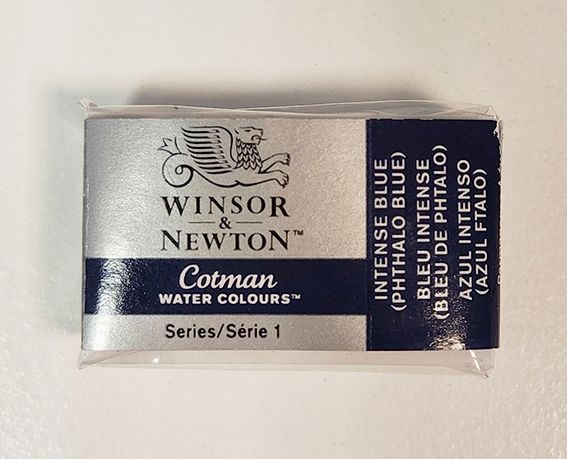 WINSOR
&
NEWTON™
Cotman
WATER COLOURS™
Series/Série 1
INTENSE BLUE
(PHTHALO BLUE)
BLEU INTENSE
(BLEU DE PHTALO)
AZUL INTENSO
(AZUL FTALO)